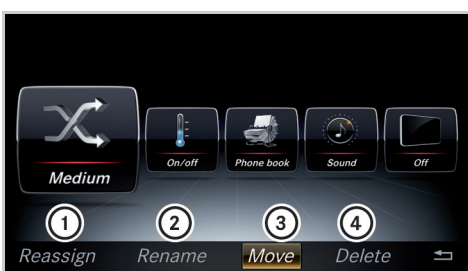 Medium
On/off
Phone book
Sound
Off
1
2
3
4
Reassign
Rename
Move
Delete